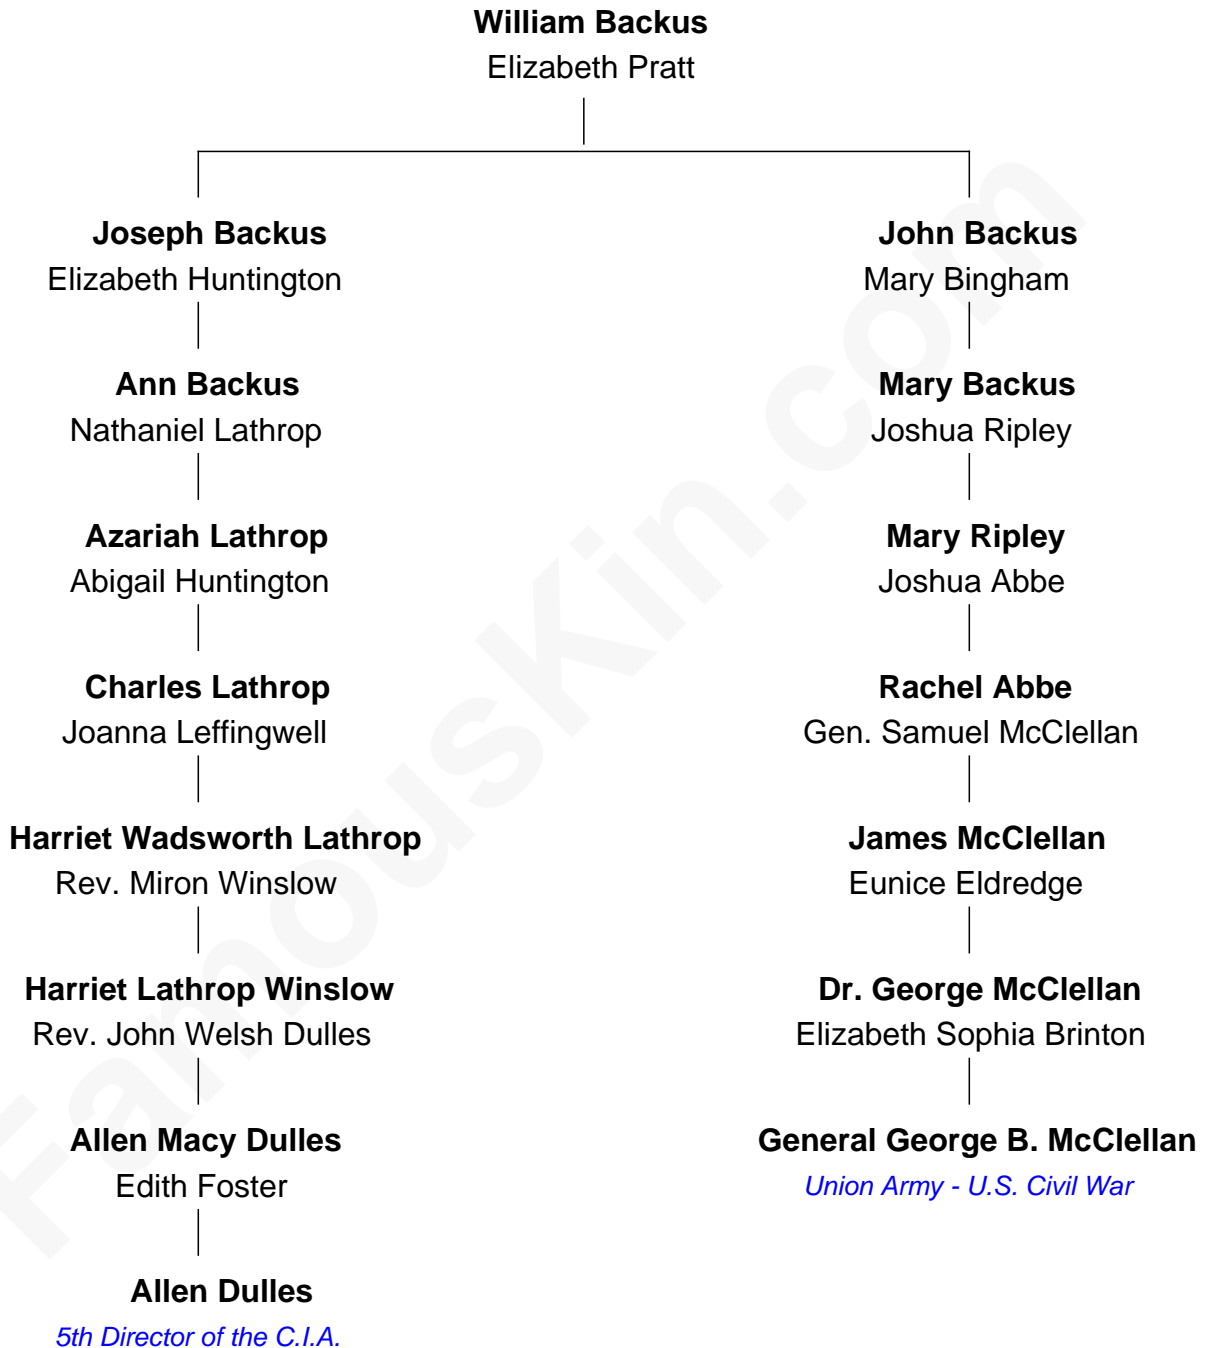 William Backus
Elizabeth Pratt
Joseph Backus
Elizabeth Huntington
Ann Backus
Nathaniel Lathrop
Azariah Lathrop
Abigail Huntington
Charles Lathrop
Joanna Leffingwell
Harriet Wadsworth Lathrop
Rev. Miron Winslow
Harriet Lathrop Winslow
Rev. John Welsh Dulles
Allen Macy Dulles
Edith Foster
Allen Dulles
5th Director of the C.I.A.
John Backus
Mary Bingham
Mary Backus
Joshua Ripley
Mary Ripley
Joshua Abbe
Rachel Abbe
Gen. Samuel McClellan
James McClellan
Eunice Eldredge
Dr. George McClellan
Elizabeth Sophia Brinton
General George B. McClellan
Union Army - U.S. Civil War
FamousKin.com